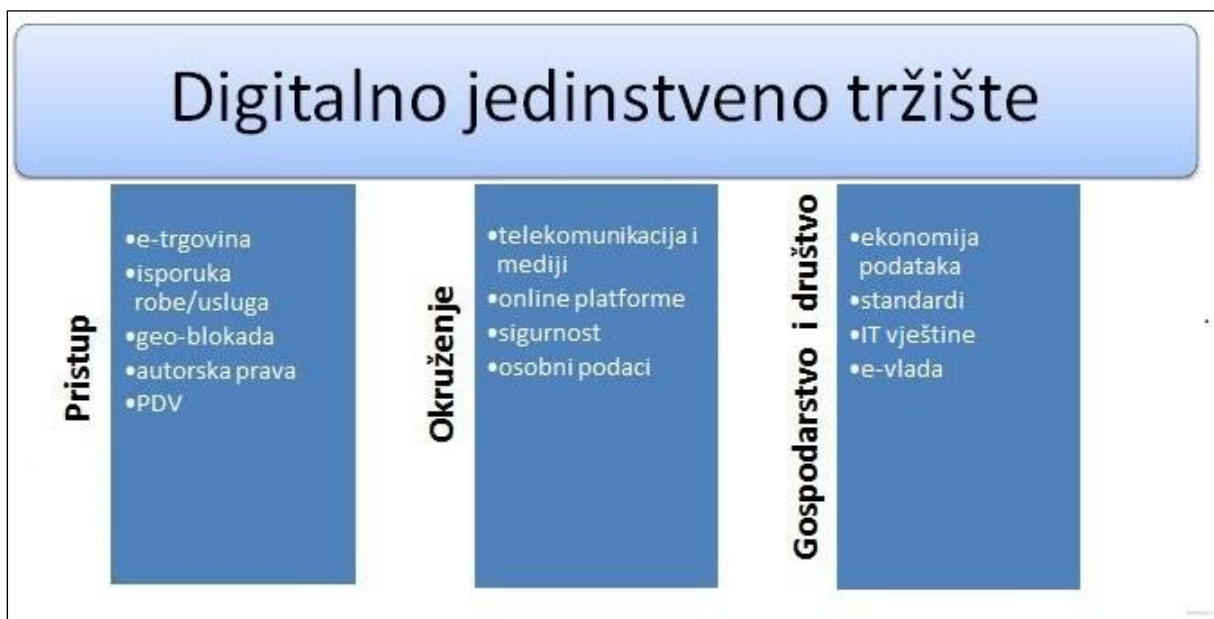 Digitalno jedinstveno tržište
Pristup
•e-trgovina
•isporuka
robe/usluga
•geo-blokada
•autorska prava
•PDV
Okruženje
•telekomunikacija i
mediji
•online platforme
•sigurnost
•osobni podaci
Gospodarstvo i društvo
•ekonomija
podataka
•standardi
•IT vještine
•e-vlada